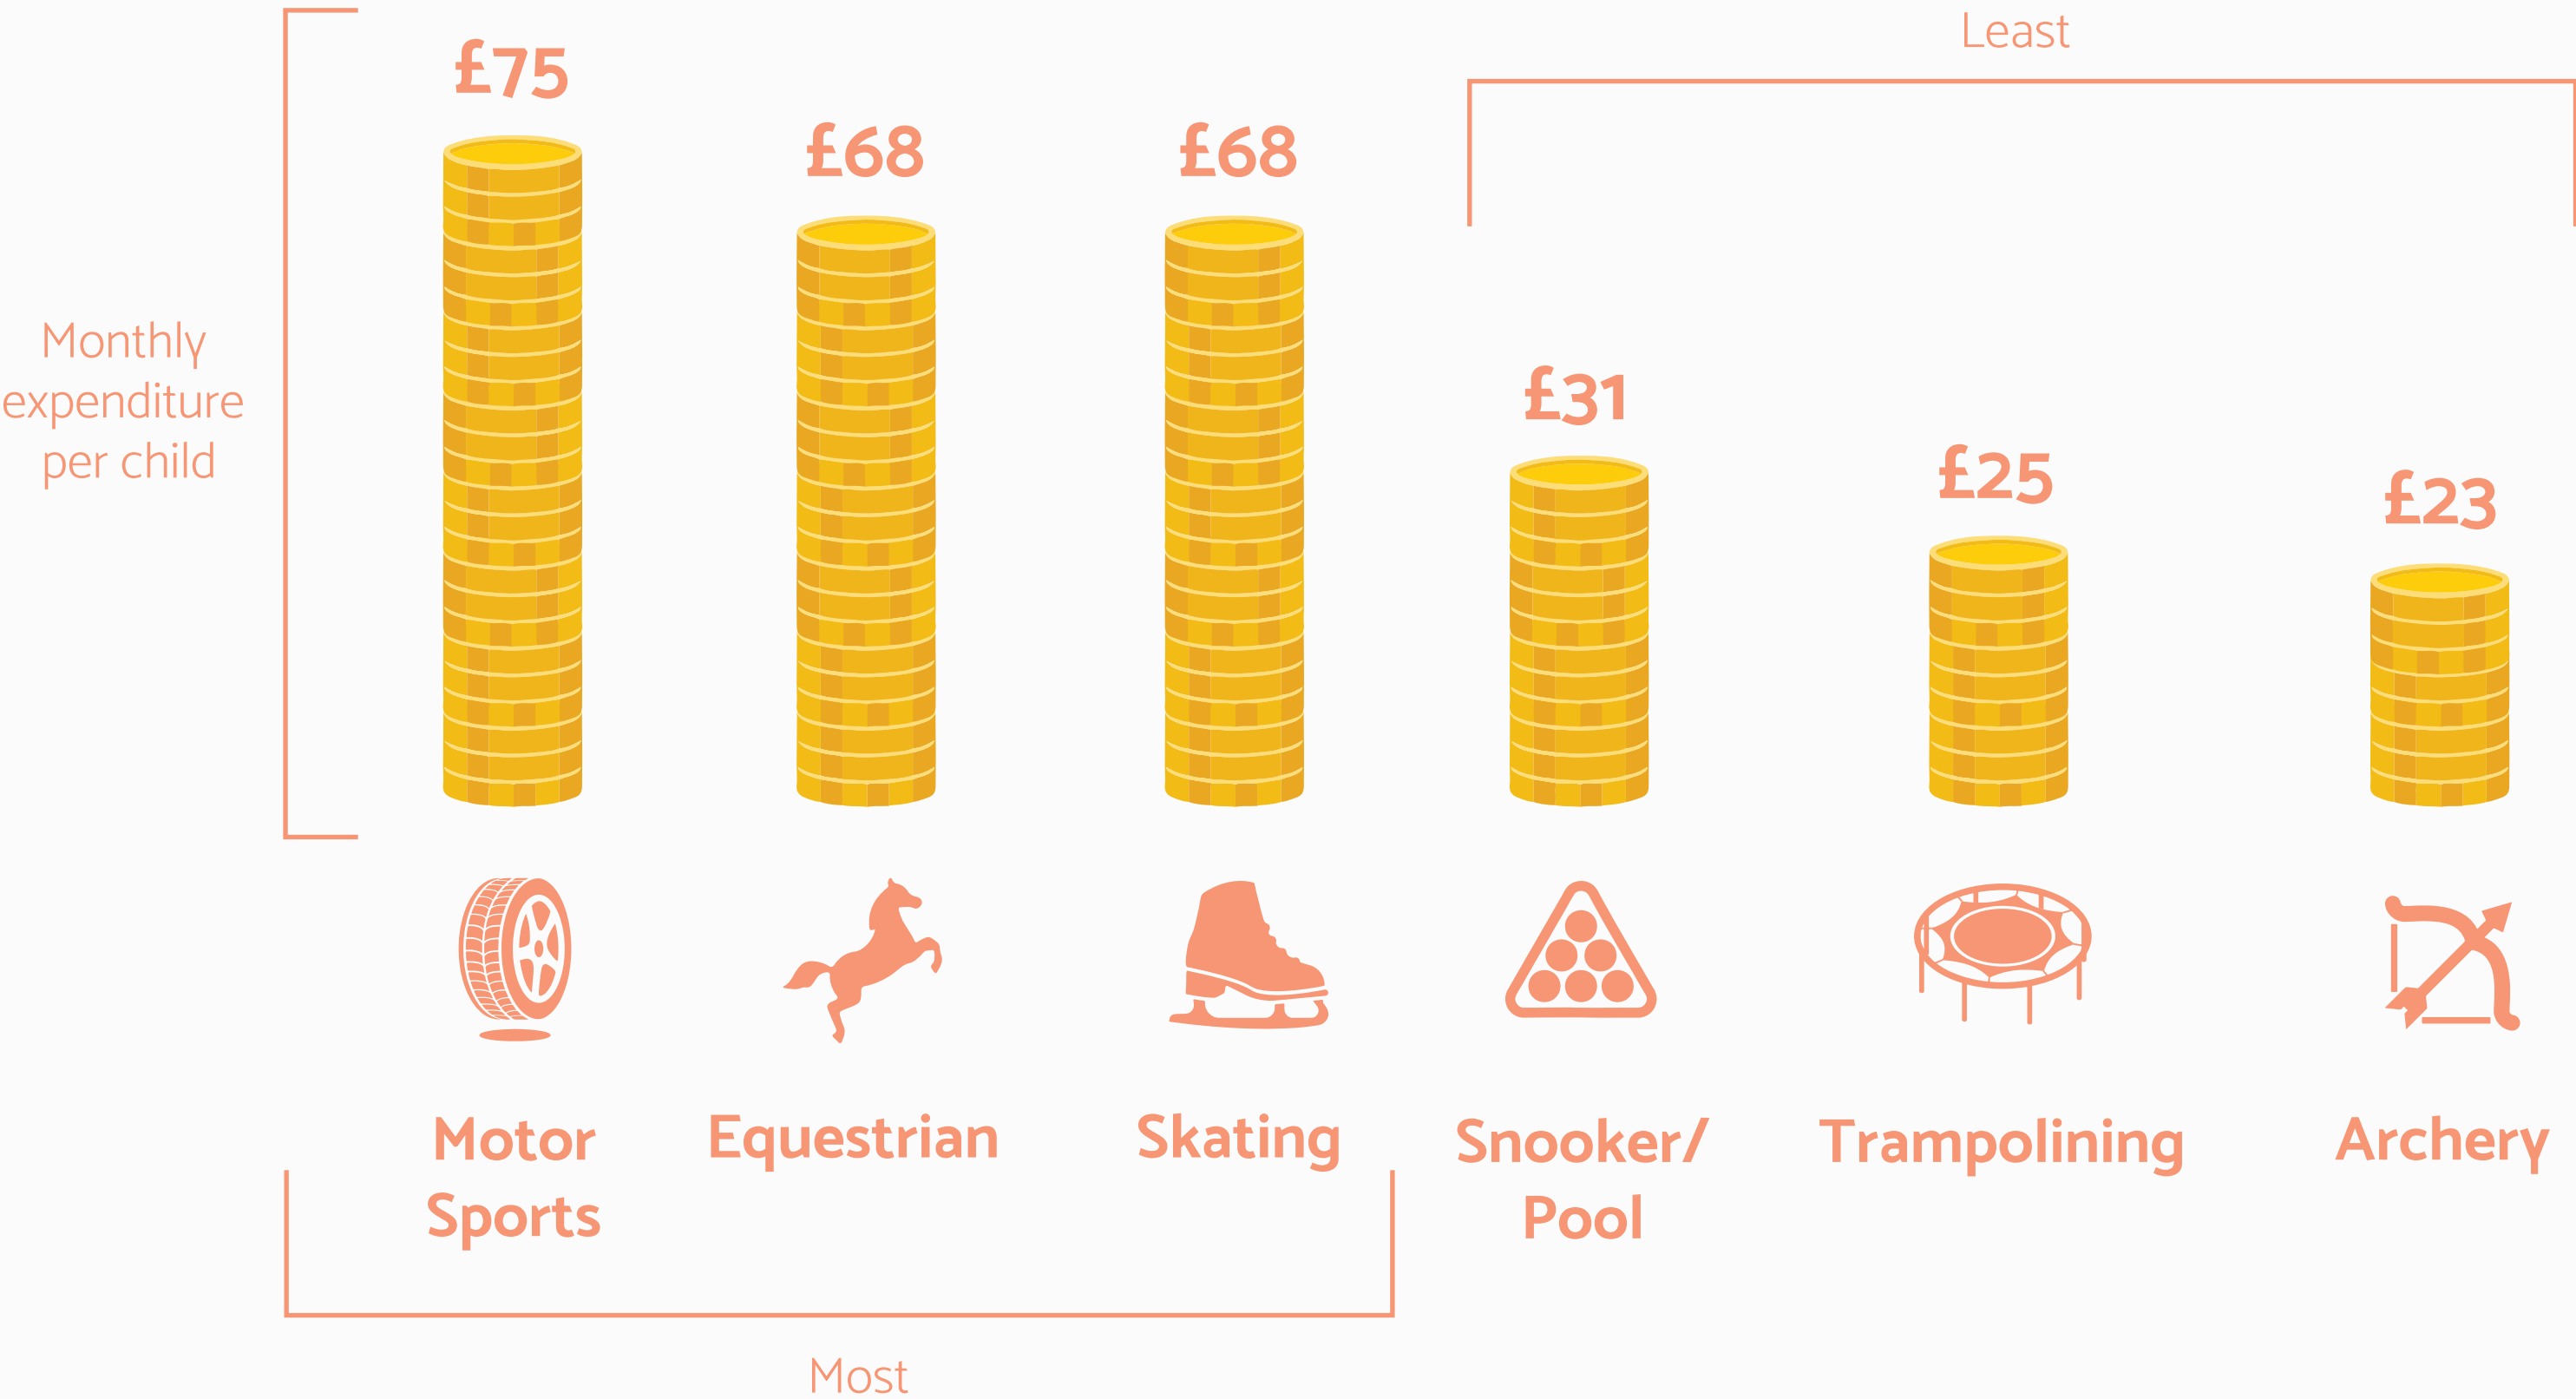 Least
£75
£68
£68
£31
£25
£23
Monthly
expenditure
per child
Motor
Sports
Equestrian
Skating
Snooker/
Pool
Trampolining
Archery
Most